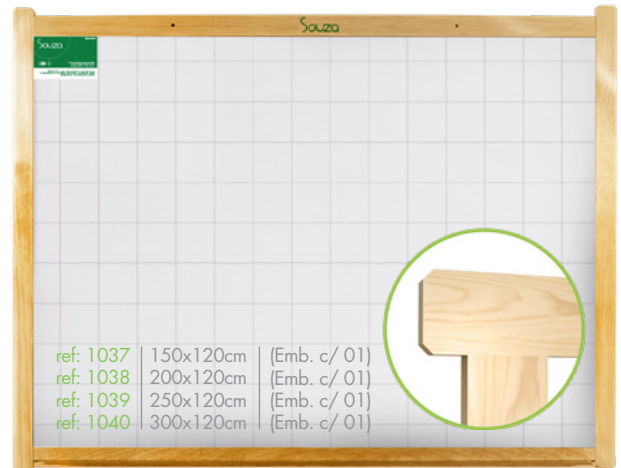 Souza
Souza
ref: 1037 | 150x120cm | (Emb. c/ 01)
ref: 1038 | 200x120cm | (Emb. c/ 01)
ref: 1039 | 250x120cm | (Emb. c/ 01)
ref: 1040 | 300x120cm | (Emb. c/ 01)